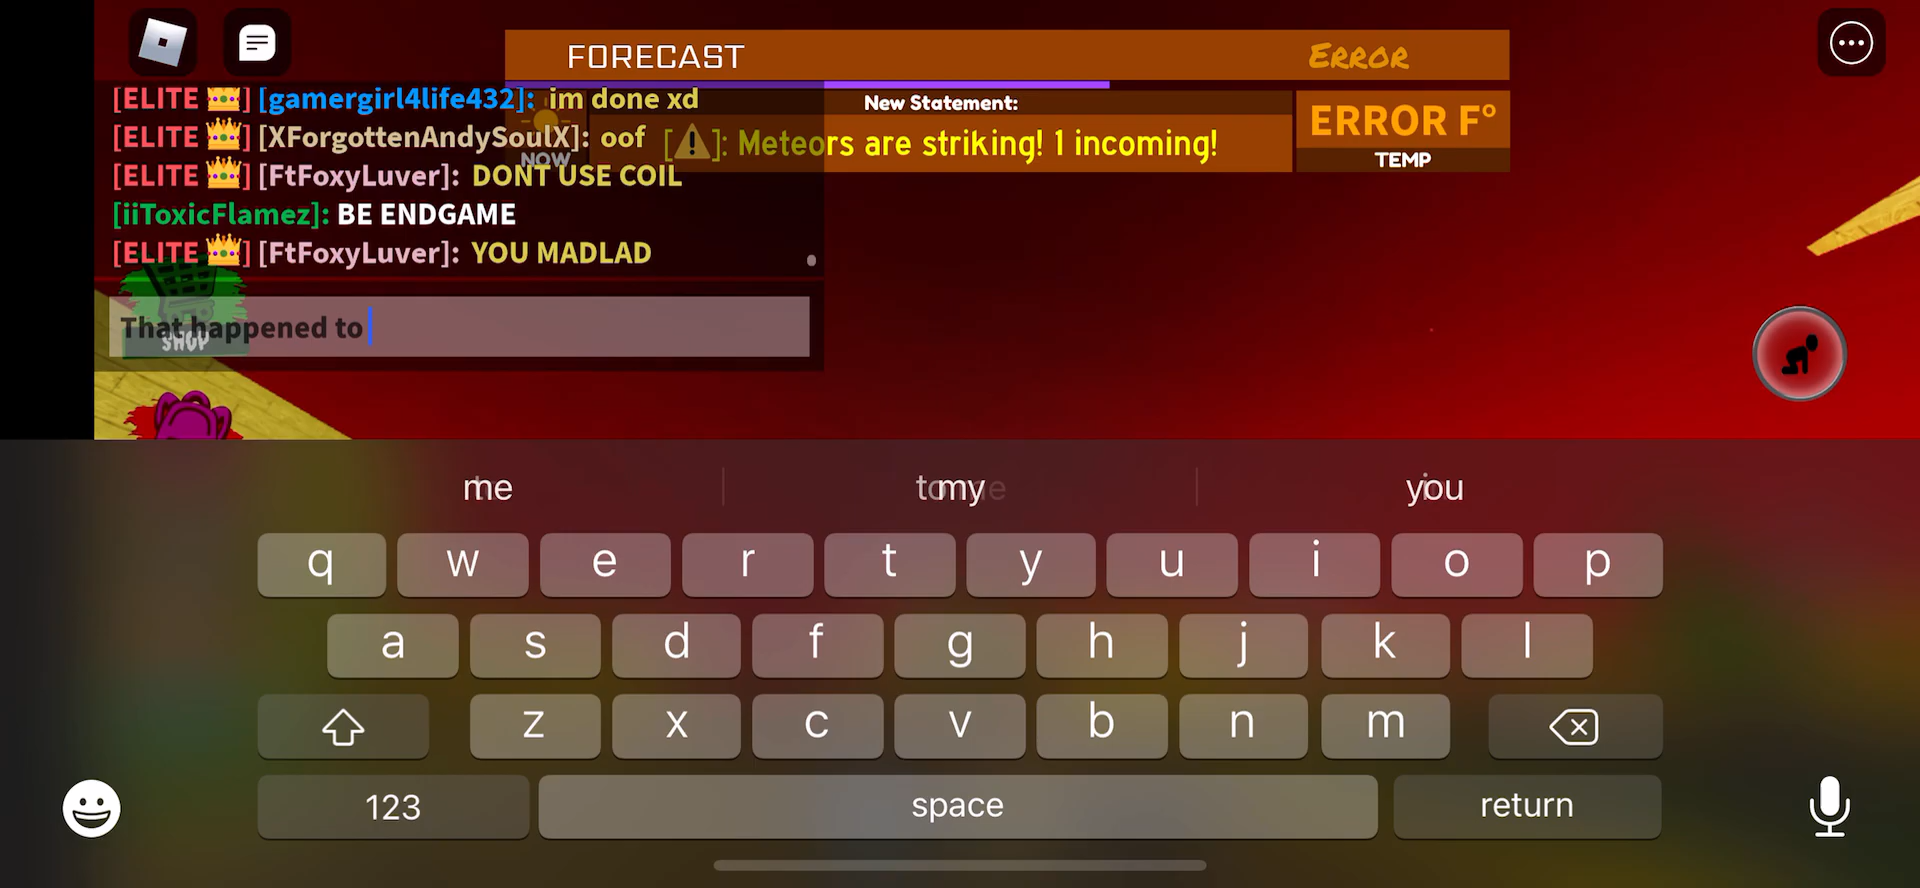 FORECAST
ERROR
[ELITE 👑] [gamergirl4life432]: im done xd
New Statement:
[ELITE 👑] [XForgottenAndySoulX]: oof
[⚠]: Meteors are striking! 1 incoming!
ERROR F°
NOW
TEMP
[ELITE 👑] [FtFoxyLuver]: DONT USE COIL
[iiToxicFlamez]: BE ENDGAME
[ELITE 👑] [FtFoxyLuver]: YOU MADLAD
That happened to
SHOP
me my you
q w e r t y u i o p
a s d f g h j k l
z x c v b n m
123 space return